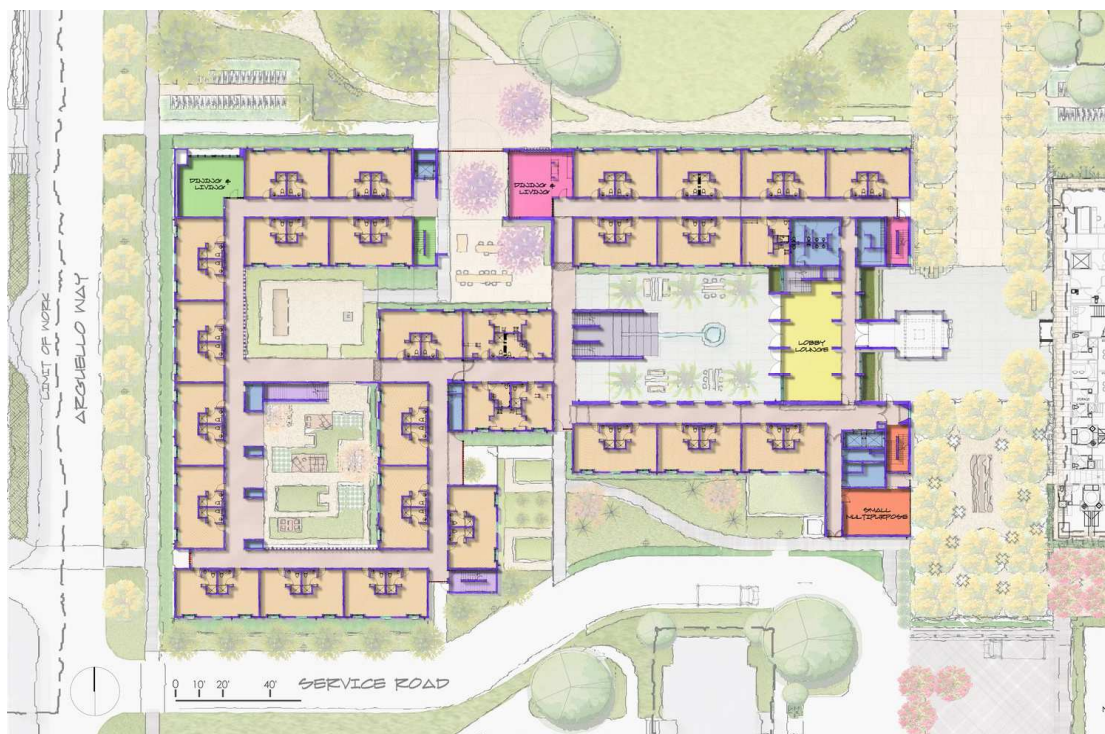 DINING +
LIVING
DINING +
LIVING
LIMIT OF WORK
ARGUELLO WAY
LOBBY
LOUNGE
SMALL
MULTIPURPOSE
0 10' 20' 40'
SERVICE ROAD